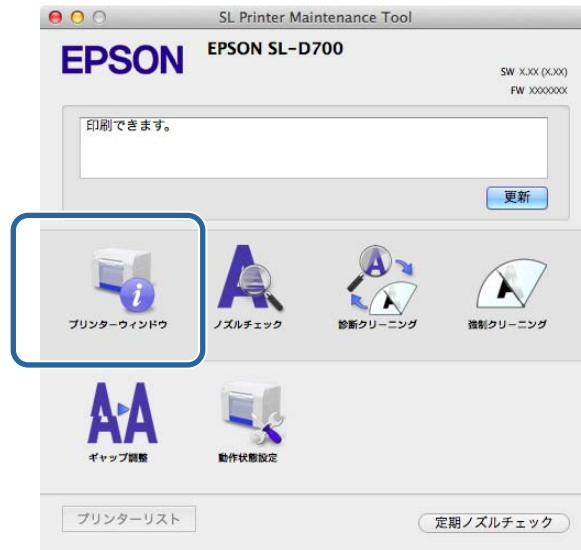 SL Printer Maintenance Tool
EPSON
EPSON SL-D700
SW X.XX (X.XX)
FW XXXXXXX
印刷できます。
更新
プリンターウィンドウ
ノズルチェック
診断クリーニング
強制クリーニング
ギャップ調整
動作状態設定
プリンターリスト
定期ノズルチェック